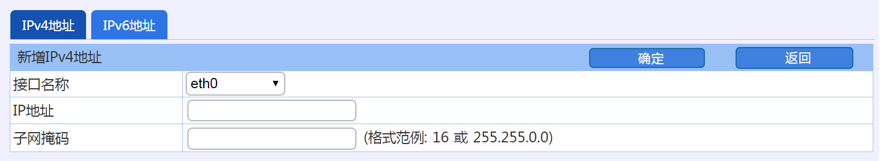 IPv4地址 IPv6地址
新增IPv4地址 确定 返回
接口名称 eth0
IP地址
子网掩码 (格式范例: 16 或 255.255.0.0)